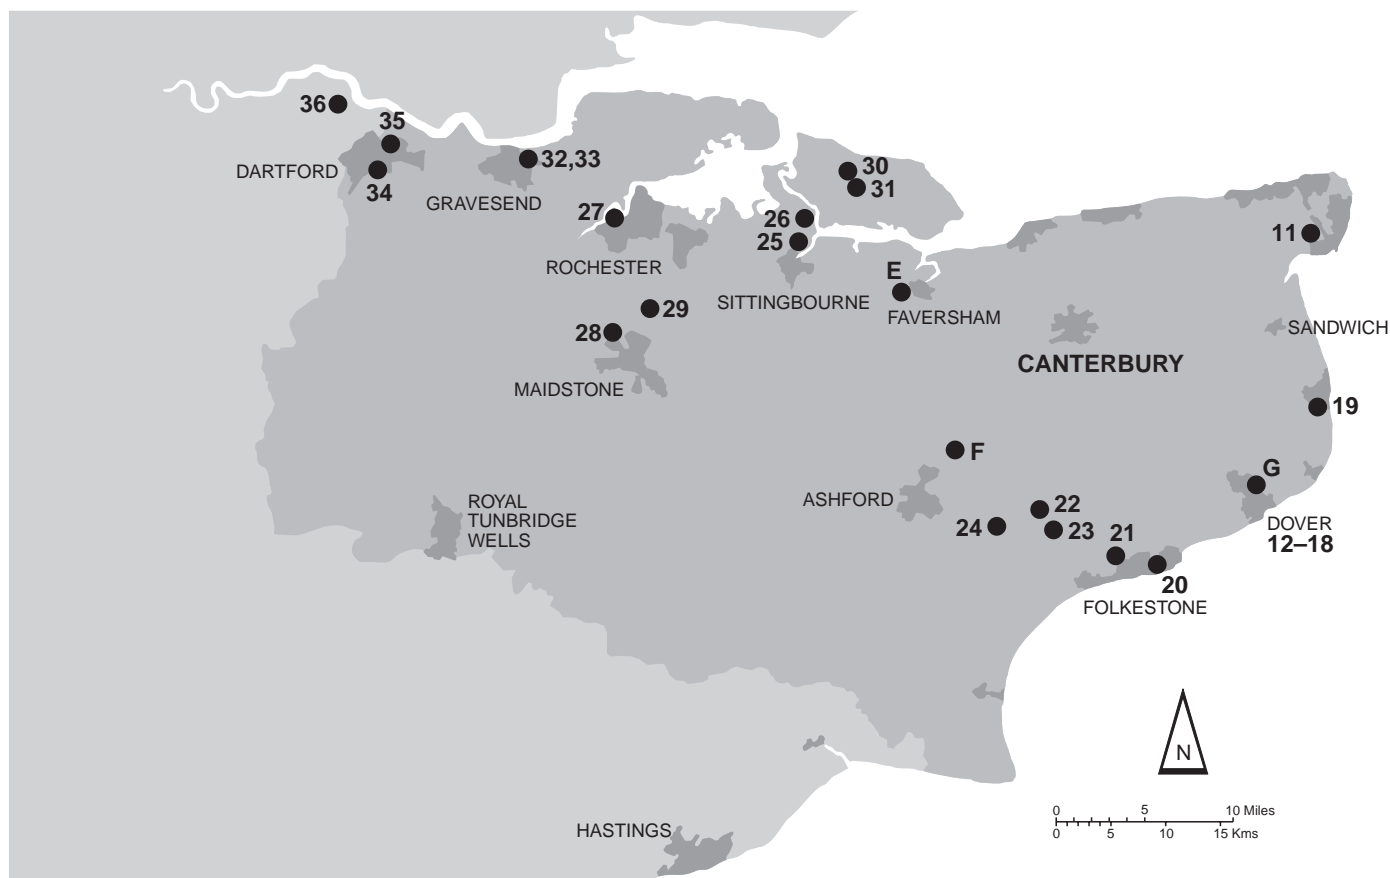 36
35
DARTFORD
34
32,33
GRAVESEND
30
31
27
26
25
11
ROCHESTER
E
SITTINGBOURNE
FAVERSHAM
29
28
SANDWICH
CANTERBURY
MAIDSTONE
19
F
G
ASHFORD
ROYAL
TUNBRIDGE
WELLS
22
24
23
21
DOVER
12–18
20
FOLKESTONE
N
0 5 10 Miles
0 5 10 15 Kms
HASTINGS